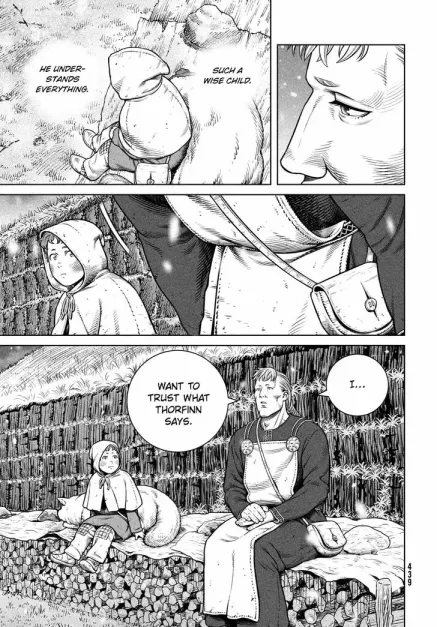 SUCH A
WISE CHILD.
HE UNDER-
STANDS
EVERYTHING.
I...
WANT TO
TRUST WHAT
THORFINN
SAYS.
439